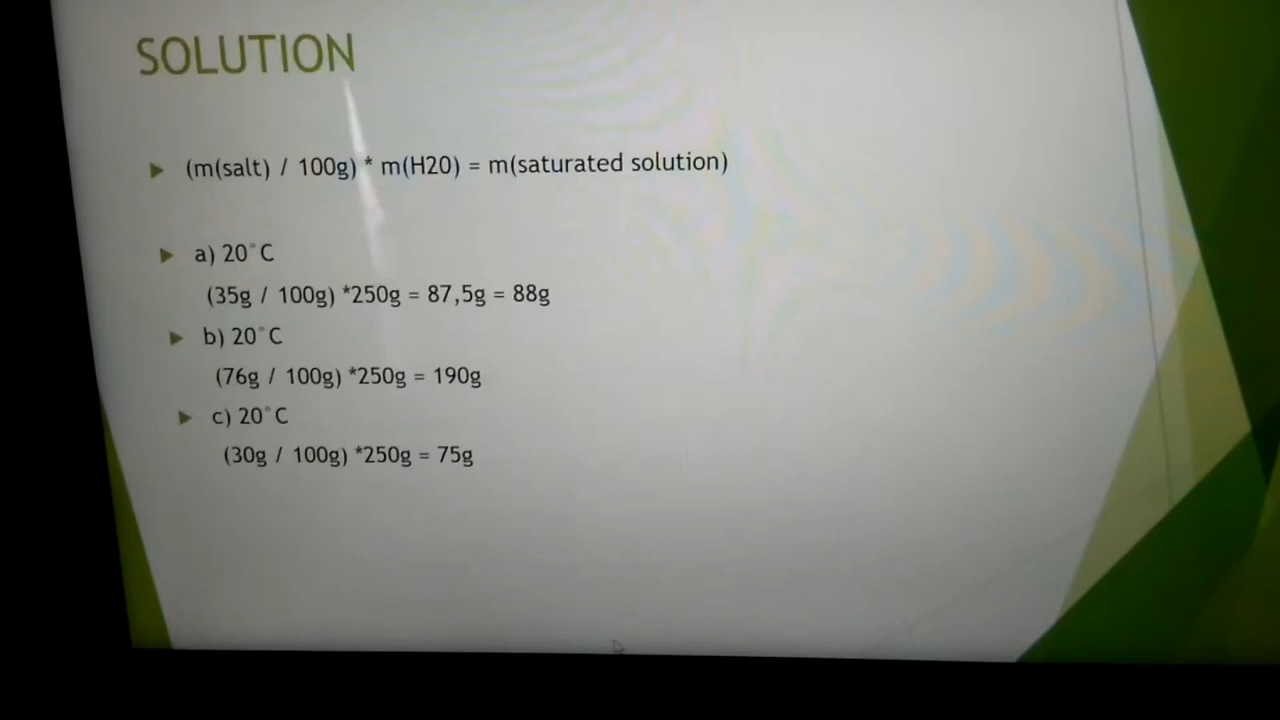 SOLUTION
(m(salt) / 100g) * m(H20) = m(saturated solution)
a) 20°C
(35g / 100g) *250g = 87,5g = 88g
b) 20°C
(76g / 100g) *250g = 190g
c) 20°C
(30g / 100g) *250g = 75g